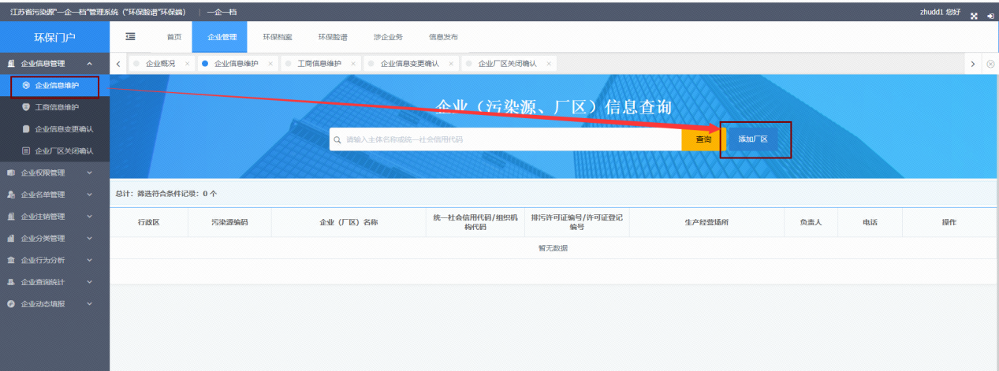 江苏省污染源"一企一档"管理系统（"环保脸谱"环保端） | 一企一档
zhudd1 您好
环保门户
首页 企业管理 环保档案 环保脸谱 涉企业务 信息发布
企业信息管理
企业概况 × 企业信息维护 × 工商信息维护 × 企业信息变更确认 × 企业厂区关闭确认 ×
企业信息维护
工商信息维护
企业信息变更确认
企业厂区关闭确认
企业权限管理
企业名单管理
企业注销管理
企业分类管理
企业行为分析
企业查询统计
企业动态填报
企业（污染源、厂区）信息查询
请输入主体名称或统一社会信用代码 查询 添加厂区
总计：筛选符合条件记录：0 个
行政区 污染源编码 企业（厂区）名称 统一社会信用代码/组织机 排污许可证编号/许可证登记 生产经营场所 负责人 电话 操作
构代码 编号
暂无数据